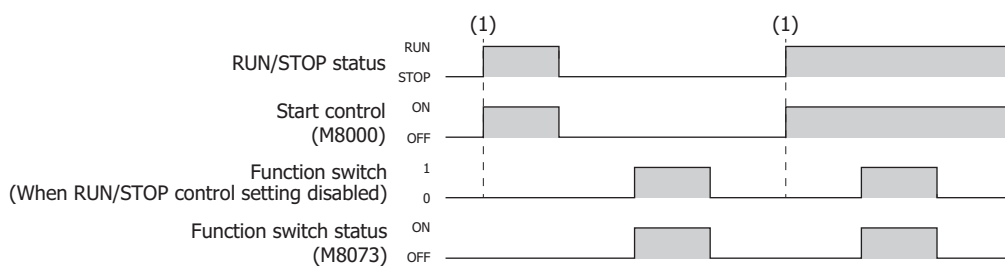 (1) (1)
RUN/STOP status RUN
STOP
Start control
(M8000) ON
OFF
Function switch
(When RUN/STOP control setting disabled) 1
0
Function switch status
(M8073) ON
OFF